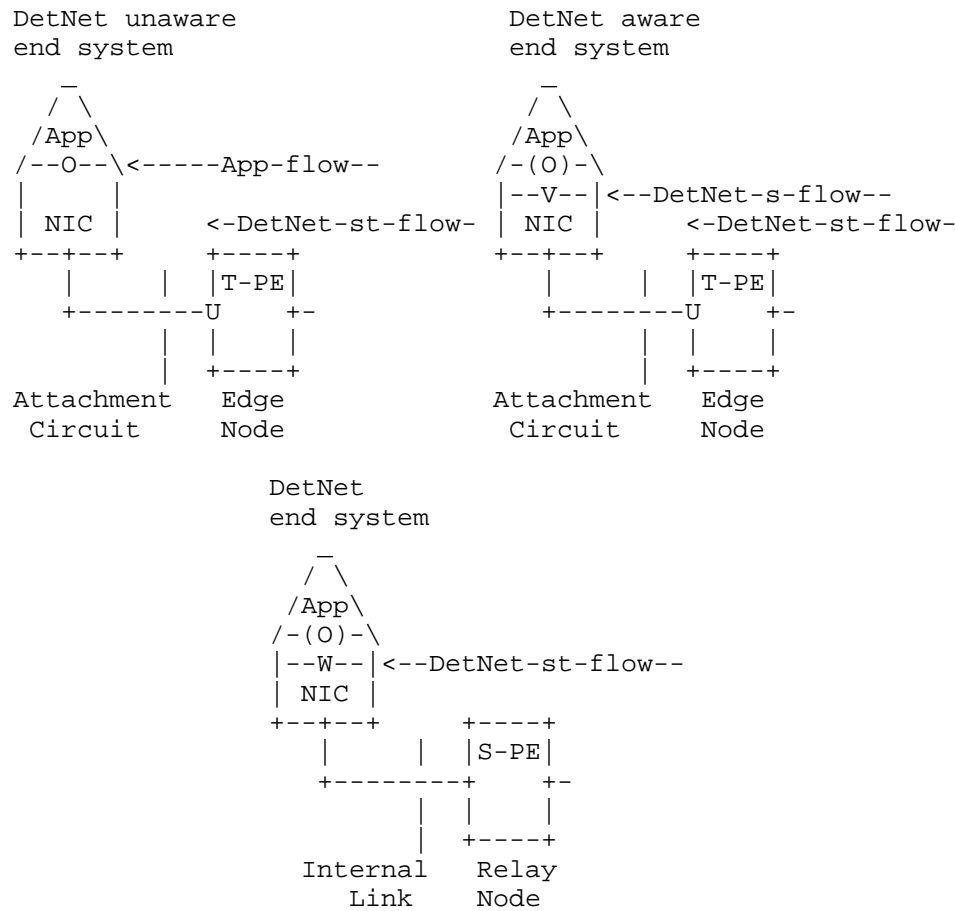 DetNet unaware                    DetNet aware
end system                        end system
   _                                 _
  / \                               / \
 /App\                             /App\
/--O--\<-----App-flow--           /-(O)-\
|     |                           |--V--|<--DetNet-s-flow--
| NIC |     <-DetNet-st-flow-     | NIC |     <-DetNet-st-flow-
+--+--+     +----+                +--+--+     +----+
   |     |  |T-PE|                   |     |  |T-PE|
   +--------U    +-                  +--------U    +-
         |  |    |                         |  |    |
         |  +----+                         |  +----+
Attachment   Edge                 Attachment   Edge
 Circuit     Node                  Circuit     Node
                DetNet
                end system
                   _
                  / \
                 /App\
                /-(O)-\
                |--W--|<--DetNet-st-flow--
                | NIC |
                +--+--+     +----+
                   |     |  |S-PE|
                   +--------+    +-
                         |  |    |
                         |  +----+
                  Internal   Relay
                     Link    Node